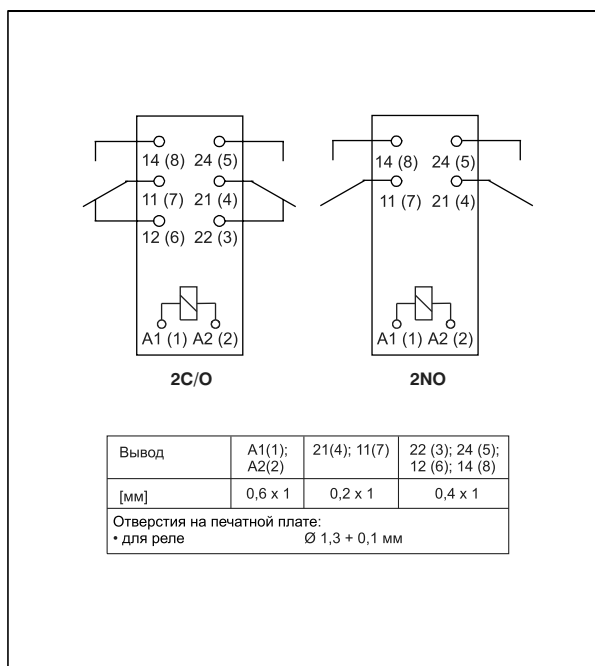 14 (8) 24 (5)
11 (7) 21 (4)
12 (6) 22 (3)
A1 (1) A2 (2)
2C/O
14 (8) 24 (5)
11 (7) 21 (4)
A1 (1) A2 (2)
2NO
Вывод A1(1); A2(2) 21(4); 11(7) 22 (3); 24 (5); 12 (6); 14 (8)
[мм] 0,6 x 1 0,2 x 1 0,4 x 1
Отверстия на печатной плате:
• для реле Ø 1,3 + 0,1 мм